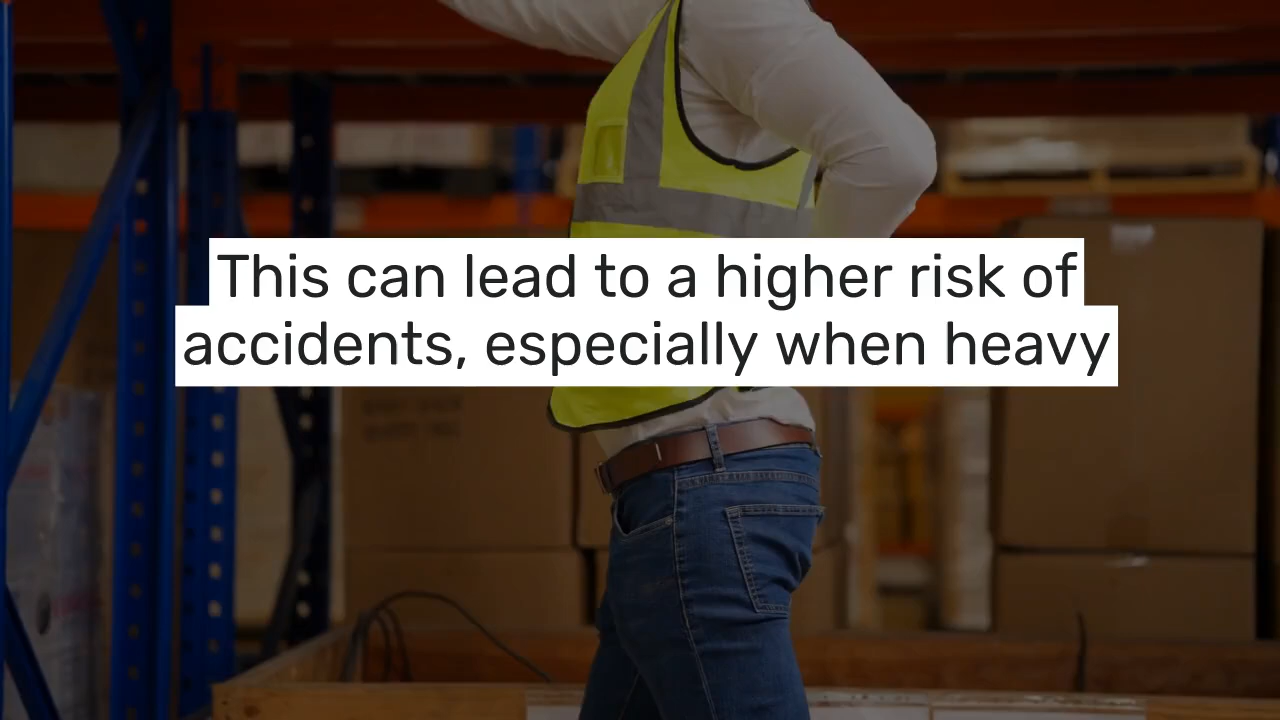 This can lead to a higher risk of
accidents, especially when heavy